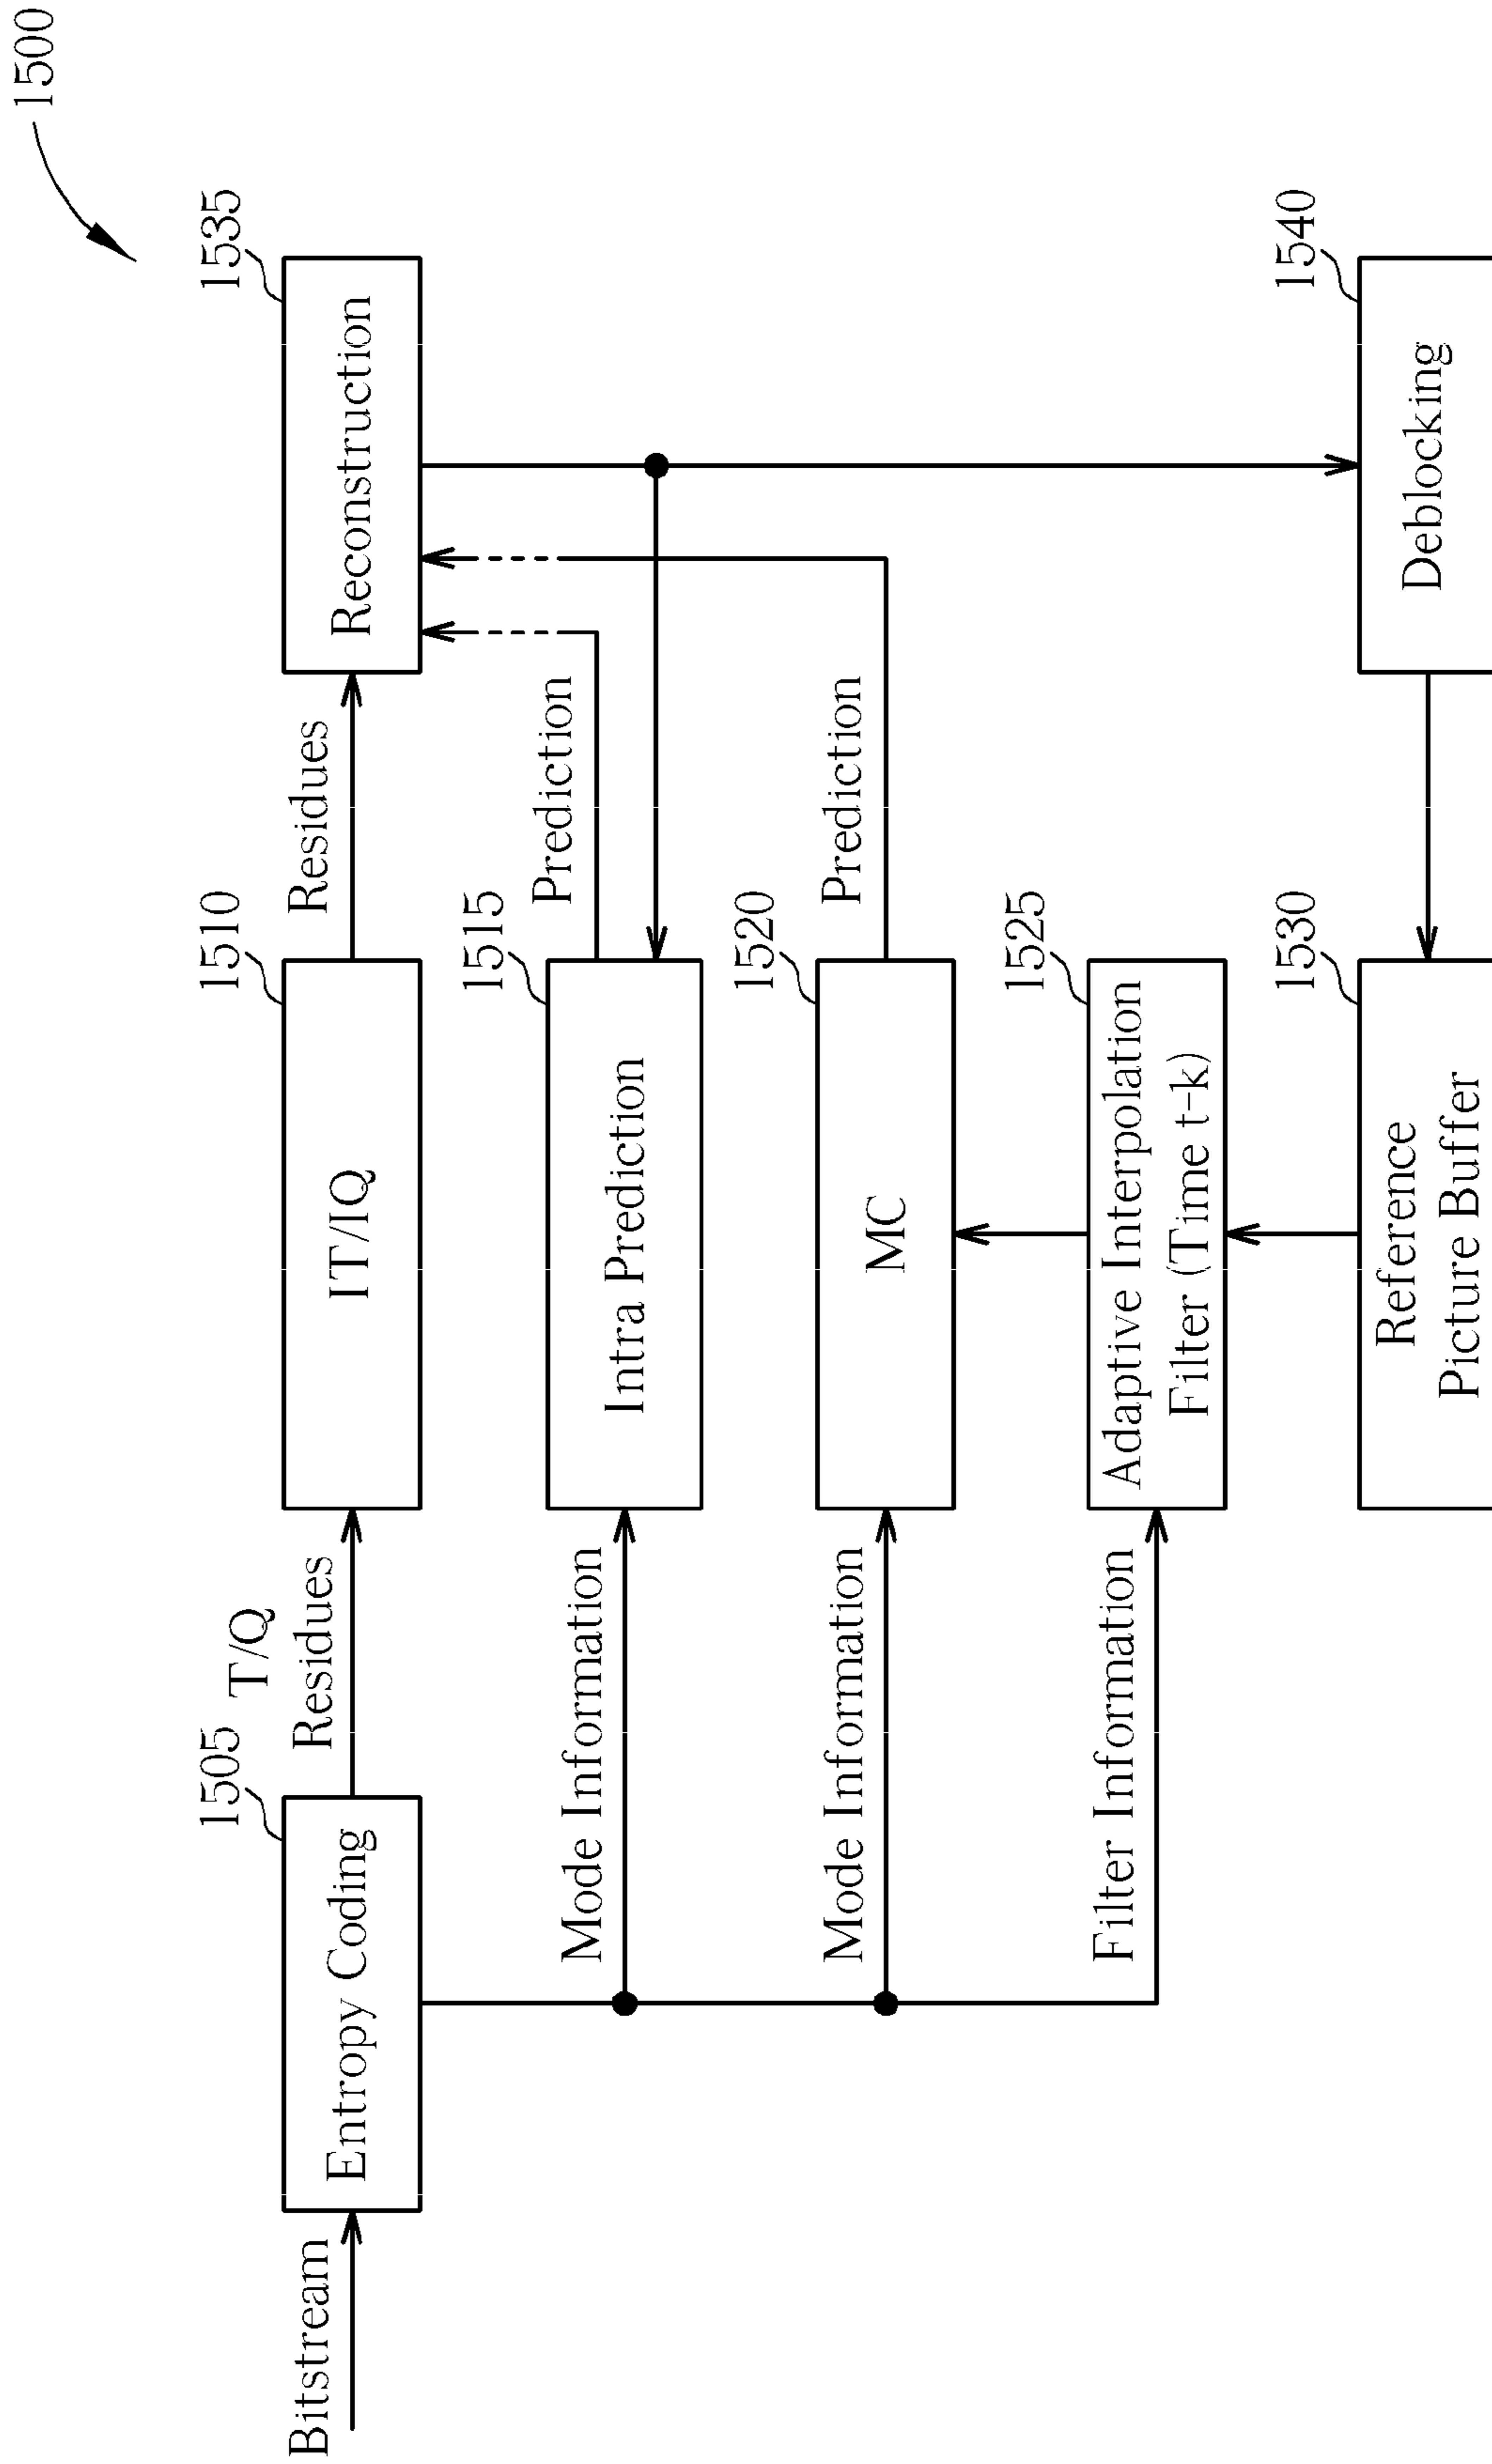 1500
1505
T/Q
1510
1535
Bitstream
Entropy Coding
Residues
IT/IQ
Residues
Reconstruction
1515
Mode Information
Intra Prediction
Prediction
1520
Mode Information
MC
Prediction
1525
Filter Information
Adaptive Interpolation
Filter (Time t-k)
1530
1540
Reference
Picture Buffer
Deblocking